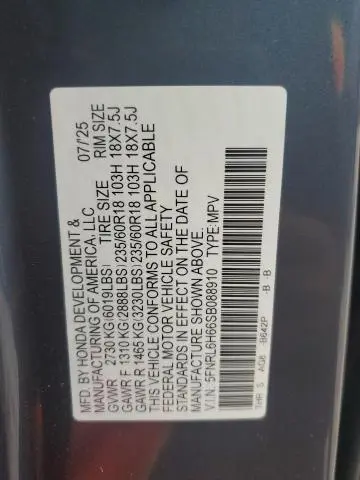 MFD. BY HONDA DEVELOPMENT & 07/'25
MANUFACTURING OF AMERICA, LLC
GVWR 2730 KG(6019LBS) TIRE SIZE RIM SIZE
GAWR F 1310 KG(2888LBS) 235/60R18 103H 18X7.5J
GAWR R 1465 KG(3230LBS) 235/60R18 103H 18X7.5J
THIS VEHICLE CONFORMS TO ALL APPLICABLE
FEDERAL MOTOR VEHICLE SAFETY
STANDARDS IN EFFECT ON THE DATE OF
MANUFACTURE SHOWN ABOVE.
V.I.N.: 5FNRL6H66SB088910 TYPE:MPV
THR S AG8 B642P -B -B